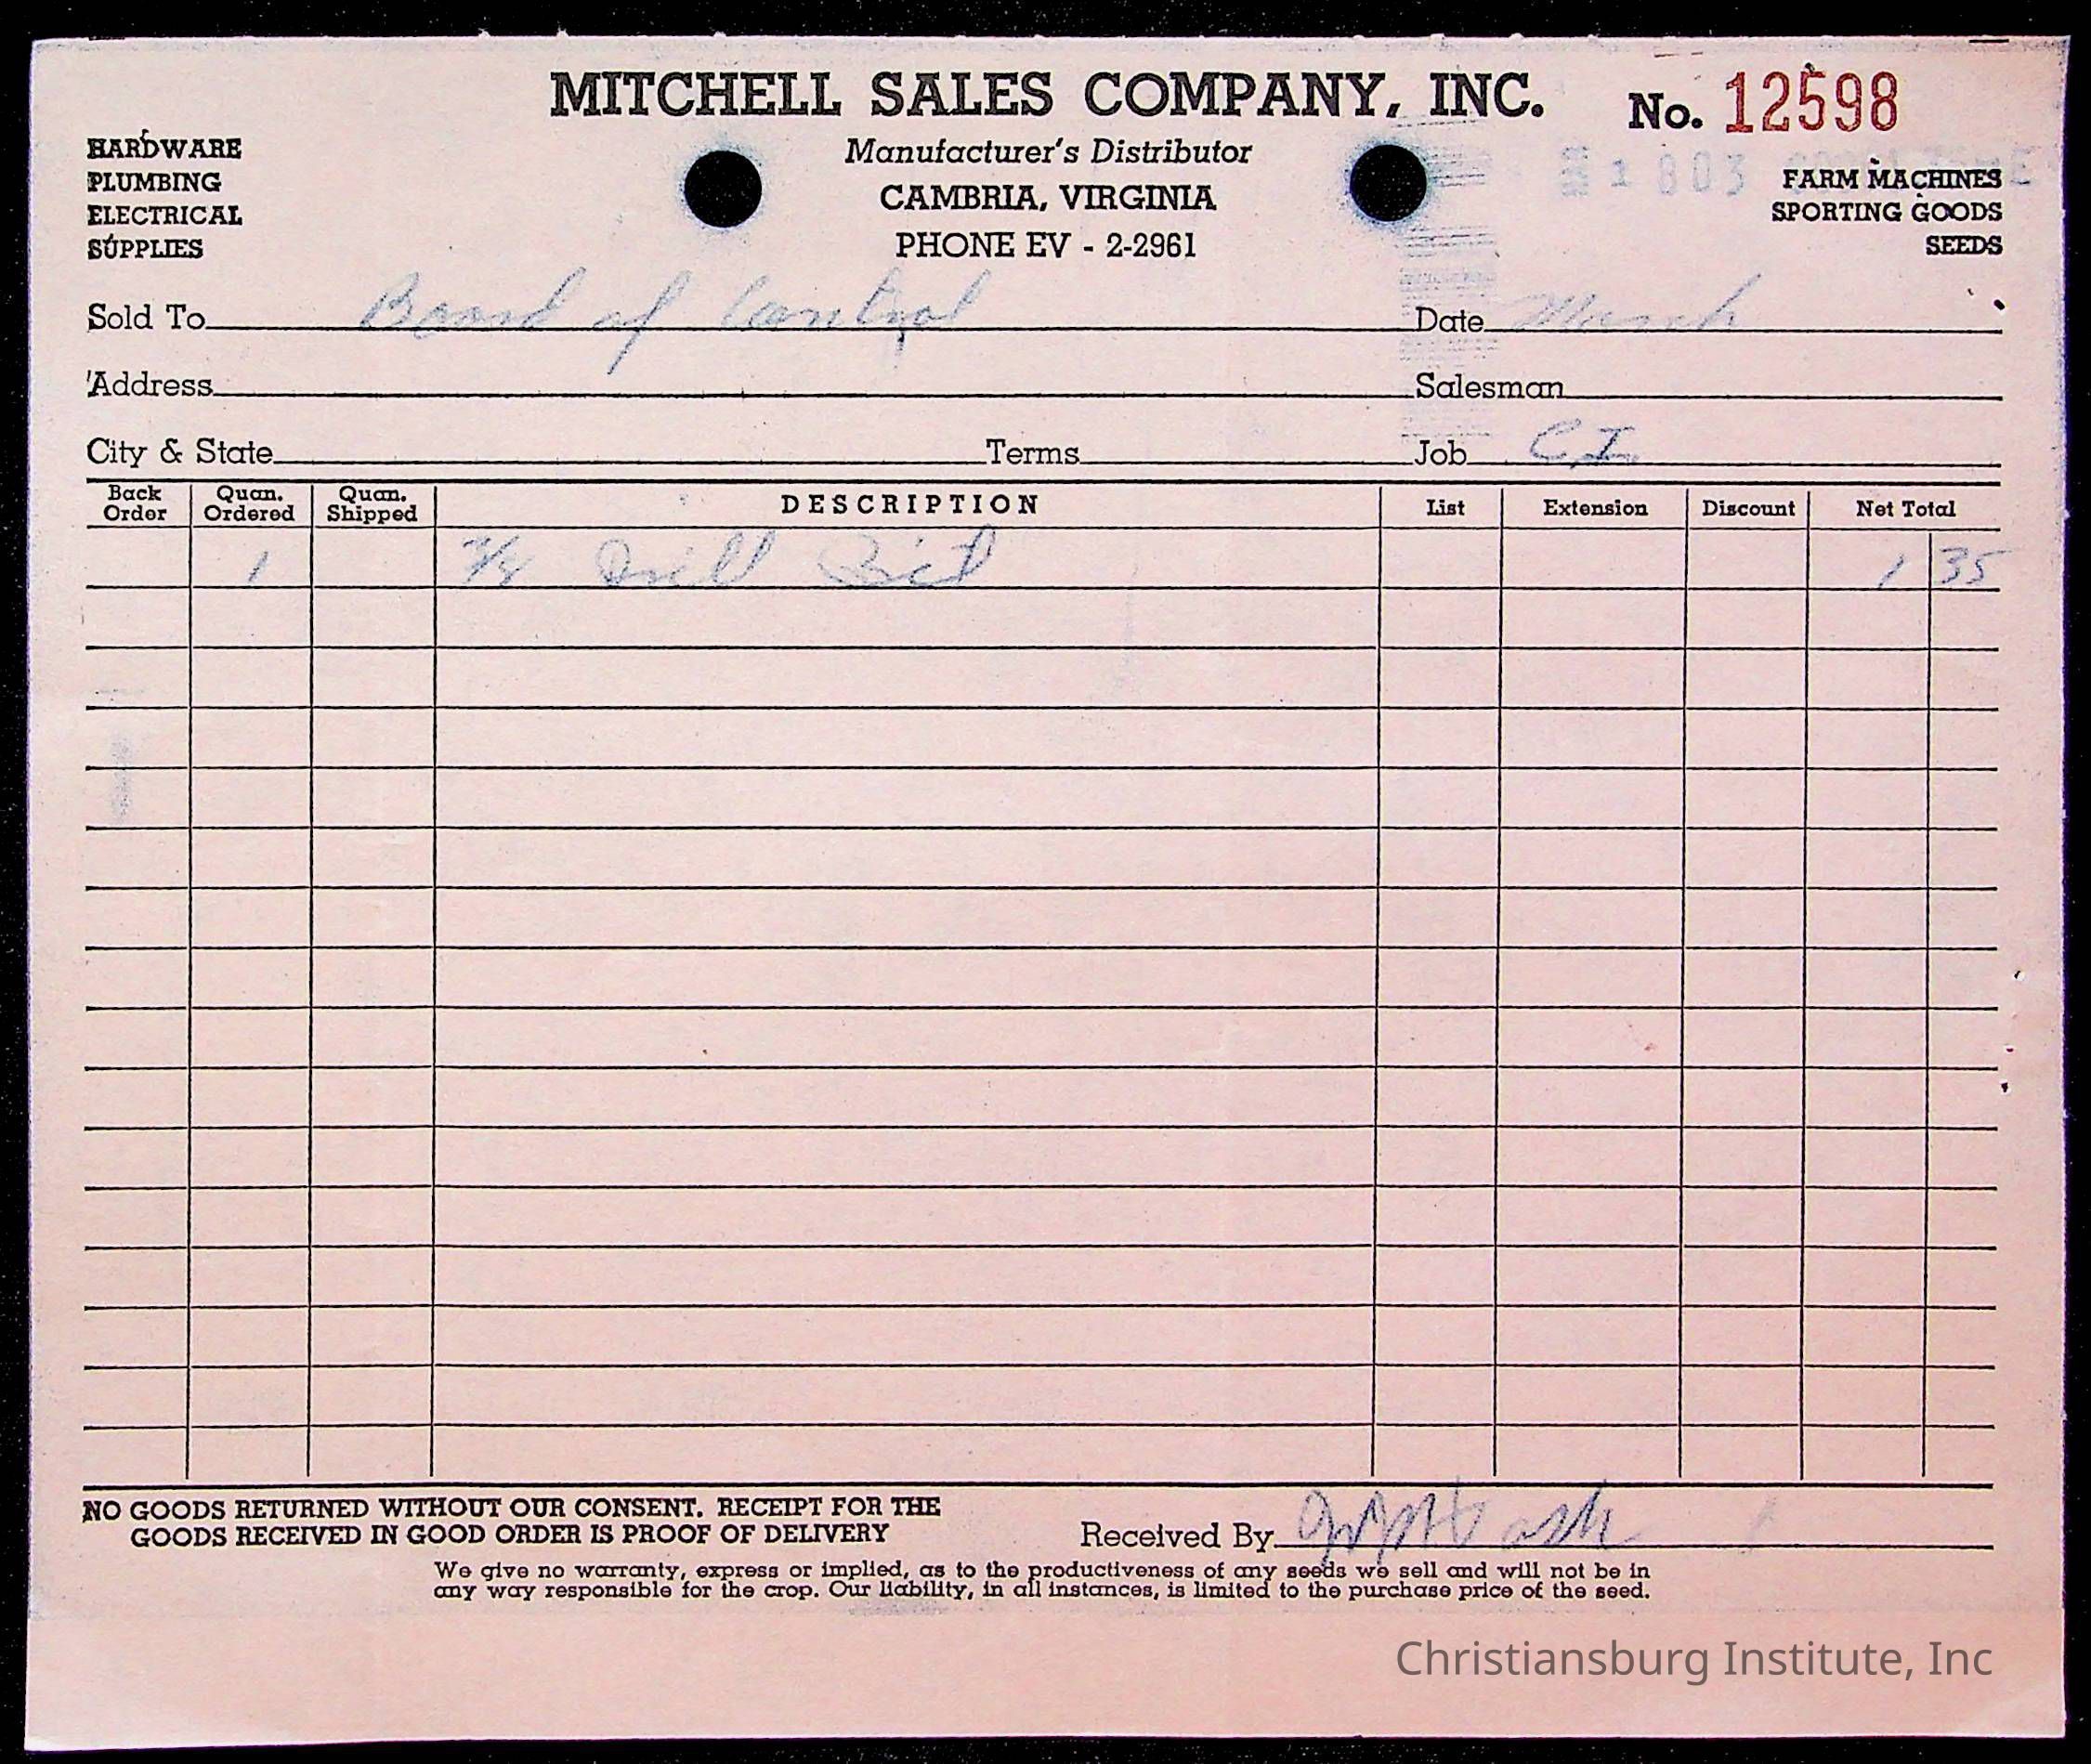 MITCHELL SALES COMPANY, INC.
No. 12598
Manufacturer's Distributor
CAMBRIA, VIRGINIA
PHONE EV - 2-2961
HARDWARE
PLUMBING
ELECTRICAL
SUPPLIES
FARM MACHINES
SPORTING GOODS
SEEDS
Sold To Board of Control Date March
Address Salesman
City & State Terms Job C.I.
Back Order Quan. Ordered Quan. Shipped DESCRIPTION List Extension Discount Net Total
1 Drill Bit 1 35
NO GOODS RETURNED WITHOUT OUR CONSENT. RECEIPT FOR THE
GOODS RECEIVED IN GOOD ORDER IS PROOF OF DELIVERY
Received By
We give no warranty, express or implied, as to the productiveness of any seeds we sell and will not be in
any way responsible for the crop. Our liability, in all instances, is limited to the purchase price of the seed.
Christiansburg Institute, Inc